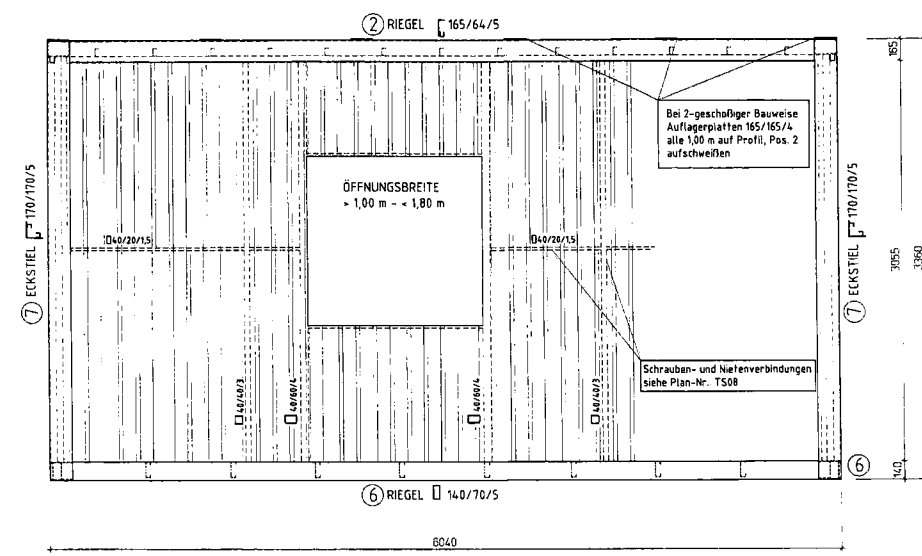 ② RIEGEL 165/64/5
165
Bei 2-geschoßiger Bauweise
Auflagerplatten 165/165/4
alle 1,00 m auf Profil, Pos. 2
aufschweißen
ÖFFNUNGSBREITE
> 1,00 m - < 1,80 m
40/20/1,5
40/20/1,5
⑦ ECKSTIEL 170/170/5
⑦ ECKSTIEL 170/170/5
3055
3360
Schrauben- und Nietenverbindungen
siehe Plan-Nr. TS08
40/40/3
40/60/4
40/60/4
40/40/3
⑥
140
⑥ RIEGEL 140/70/5
6040